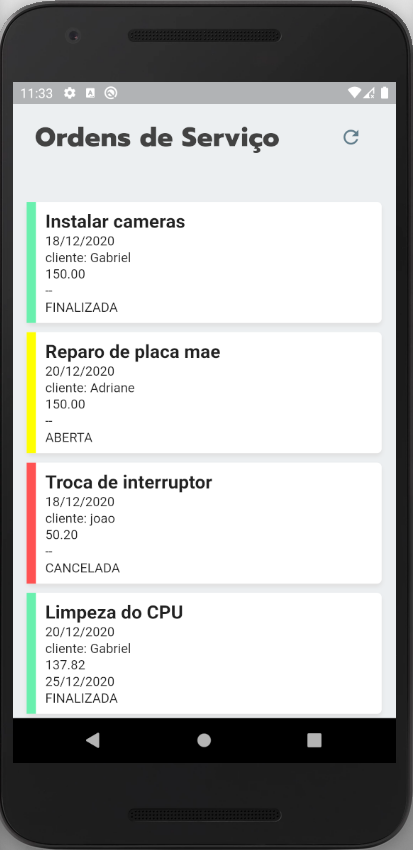 11:33
Ordens de Serviço
Instalar cameras
18/12/2020
cliente: Gabriel
150.00
--
FINALIZADA
Reparo de placa mae
20/12/2020
cliente: Adriane
150.00
--
ABERTA
Troca de interruptor
18/12/2020
cliente: joao
50.20
--
CANCELADA
Limpeza do CPU
20/12/2020
cliente: Gabriel
137.82
25/12/2020
FINALIZADA